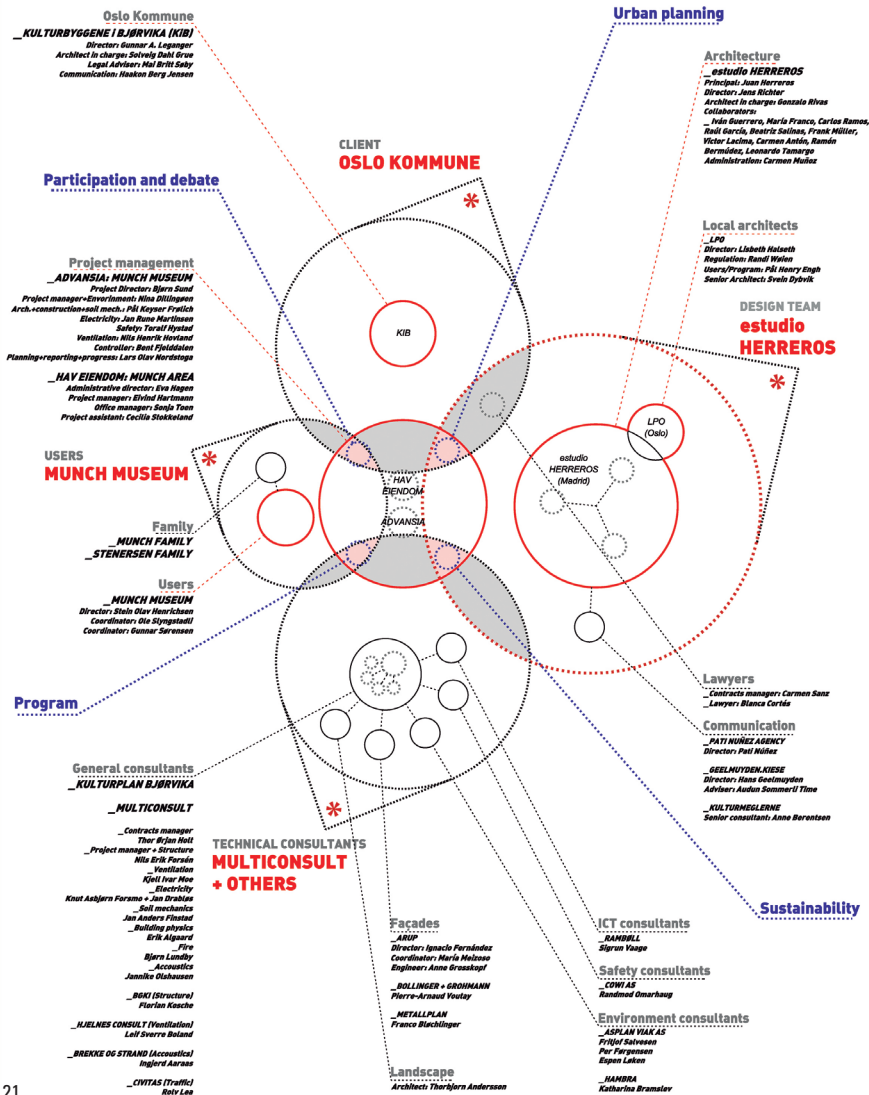 Oslo Kommune
_KULTURBYGGENE i BJØRVIKA (KiB)
Director: Gunnar A. Leganger
Architect in charge: Solveig Dahl Grue
Legal Adviser: Mai Britt Søby
Communication: Haakon Berg Jensen
Urban planning
Architecture
_estudio HERREROS
Principal: Juan Herreros
Director: Jens Richter
Architect in charge: Gonzalo Rivas
Collaborators:
_ Iván Guerrero, María Franco, Carlos Ramos,
Raúl García, Beatriz Salinas, Frank Müller,
Victor Lacima, Carmen Antón, Ramón
Bermúdez, Leonardo Tamargo
Administration: Carmen Muñoz
CLIENT
OSLO KOMMUNE
*
Participation and debate
Local architects
_LPO
Director: Lisbeth Halseth
Regulation: Randi Wøien
Users/Program: Pål Henry Engh
Senior Architect: Svein Dybvik
Project management
_ADVANSIA: MUNCH MUSEUM
Project Director: Bjørn Sund
Project manager+Envorinment: Nina Dillingøen
Arch.+construction+soil mech.: Pål Keyser Frølich
Electricity: Jan Rune Martinsen
Safety: Toralf Hystad
Ventilation: Nils Henrik Hovland
Controller: Bent Fjelddalen
Planning+reporting+progress: Lars Olav Nordstoga
_HAV EIENDOM: MUNCH AREA
Administrative director: Eva Hagen
Project manager: Eivind Hartmann
Office manager: Sonja Toen
Project assistant: Cecilia Stokkeland
DESIGN TEAM
estudio
HERREROS
*
KIB
LPO
(Oslo)
estudio
HERREROS
(Madrid)
USERS
MUNCH MUSEUM
*
HAV
EIENDOM
ADVANSIA
Family
_MUNCH FAMILY
_STENERSEN FAMILY
Users
_MUNCH MUSEUM
Director: Stein Olav Henrichsen
Coordinator: Ole Slyngstadli
Coordinator: Gunnar Sørensen
Program
Lawyers
_Contracts manager: Carmen Sanz
_Lawyer: Blanca Cortés
Communication
_PATI NUÑEZ AGENCY
Director: Pati Núñez
_GEELMUYDEN.KIESE
Director: Hans Geelmuyden
Adviser: Audun Sommerli Time
_KULTURMEGLERNE
Senior consultant: Anne Berentsen
General consultants
_KULTURPLAN BJØRVIKA
_MULTICONSULT
_Contracts manager
Thor Ørjan Holt
_Project manager + Structure
Nils Erik Forsén
_Ventilation
Kjell Ivar Moe
_Electricity
Knut Asbjørn Forsmo + Jan Drabløs
_Soil mechanics
Jan Anders Finstad
_Building physics
Erik Algaard
_Fire
Bjørn Lundby
_Accoustics
Jannike Olshausen
_BGKI (Structure)
Florian Kosche
_HJELNES CONSULT (Ventilation)
Leif Sverre Boland
_BREKKE OG STRAND (Accoustics)
Ingjerd Aaraas
_CIVITAS (Traffic)
Rolv Lea
*
TECHNICAL CONSULTANTS
MULTICONSULT
+ OTHERS
Sustainability
Façades
_ARUP
Director: Ignacio Fernández
Coordinator: María Meizoso
Engineer: Anne Grosskopf
_BOLLINGER + GROHMANN
Pierre-Arnaud Voutay
_METALLPLAN
Franco Bløchlinger
Landscape
Architect: Thorbjorn Andersson
ICT consultants
_RAMBØLL
Sigrun Vaage
Safety consultants
_COWI AS
Randmod Omarhaug
Environment consultants
_ASPLAN VIAK AS
Fritjof Salvesen
Per Førgensen
Espen Løken
_HAMBRA
Katharina Bramslev
21